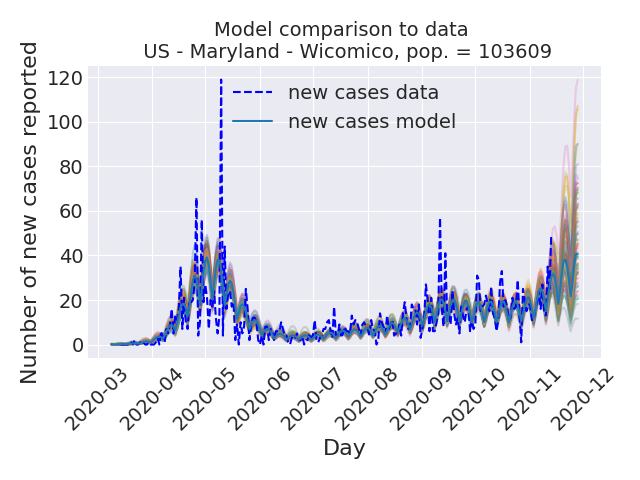 Model comparison to data
US - Maryland - Wicomico, pop. = 103609
Number of new cases reported
120
100
80
60
40
20
0
new cases data
new cases model
2020-03
2020-04
2020-05
2020-06
2020-07
2020-08
2020-09
2020-10
2020-11
2020-12
Day